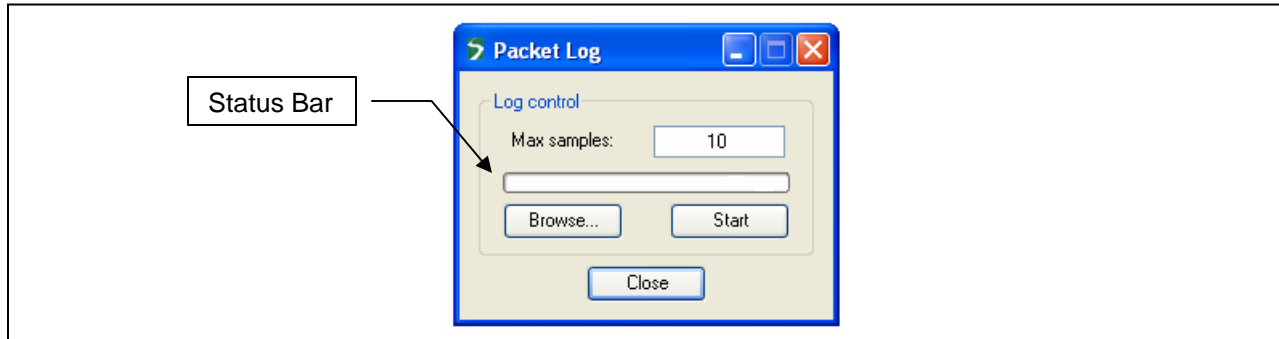 Packet Log
Status Bar
Log control
Max samples: 10
Browse... Start
Close